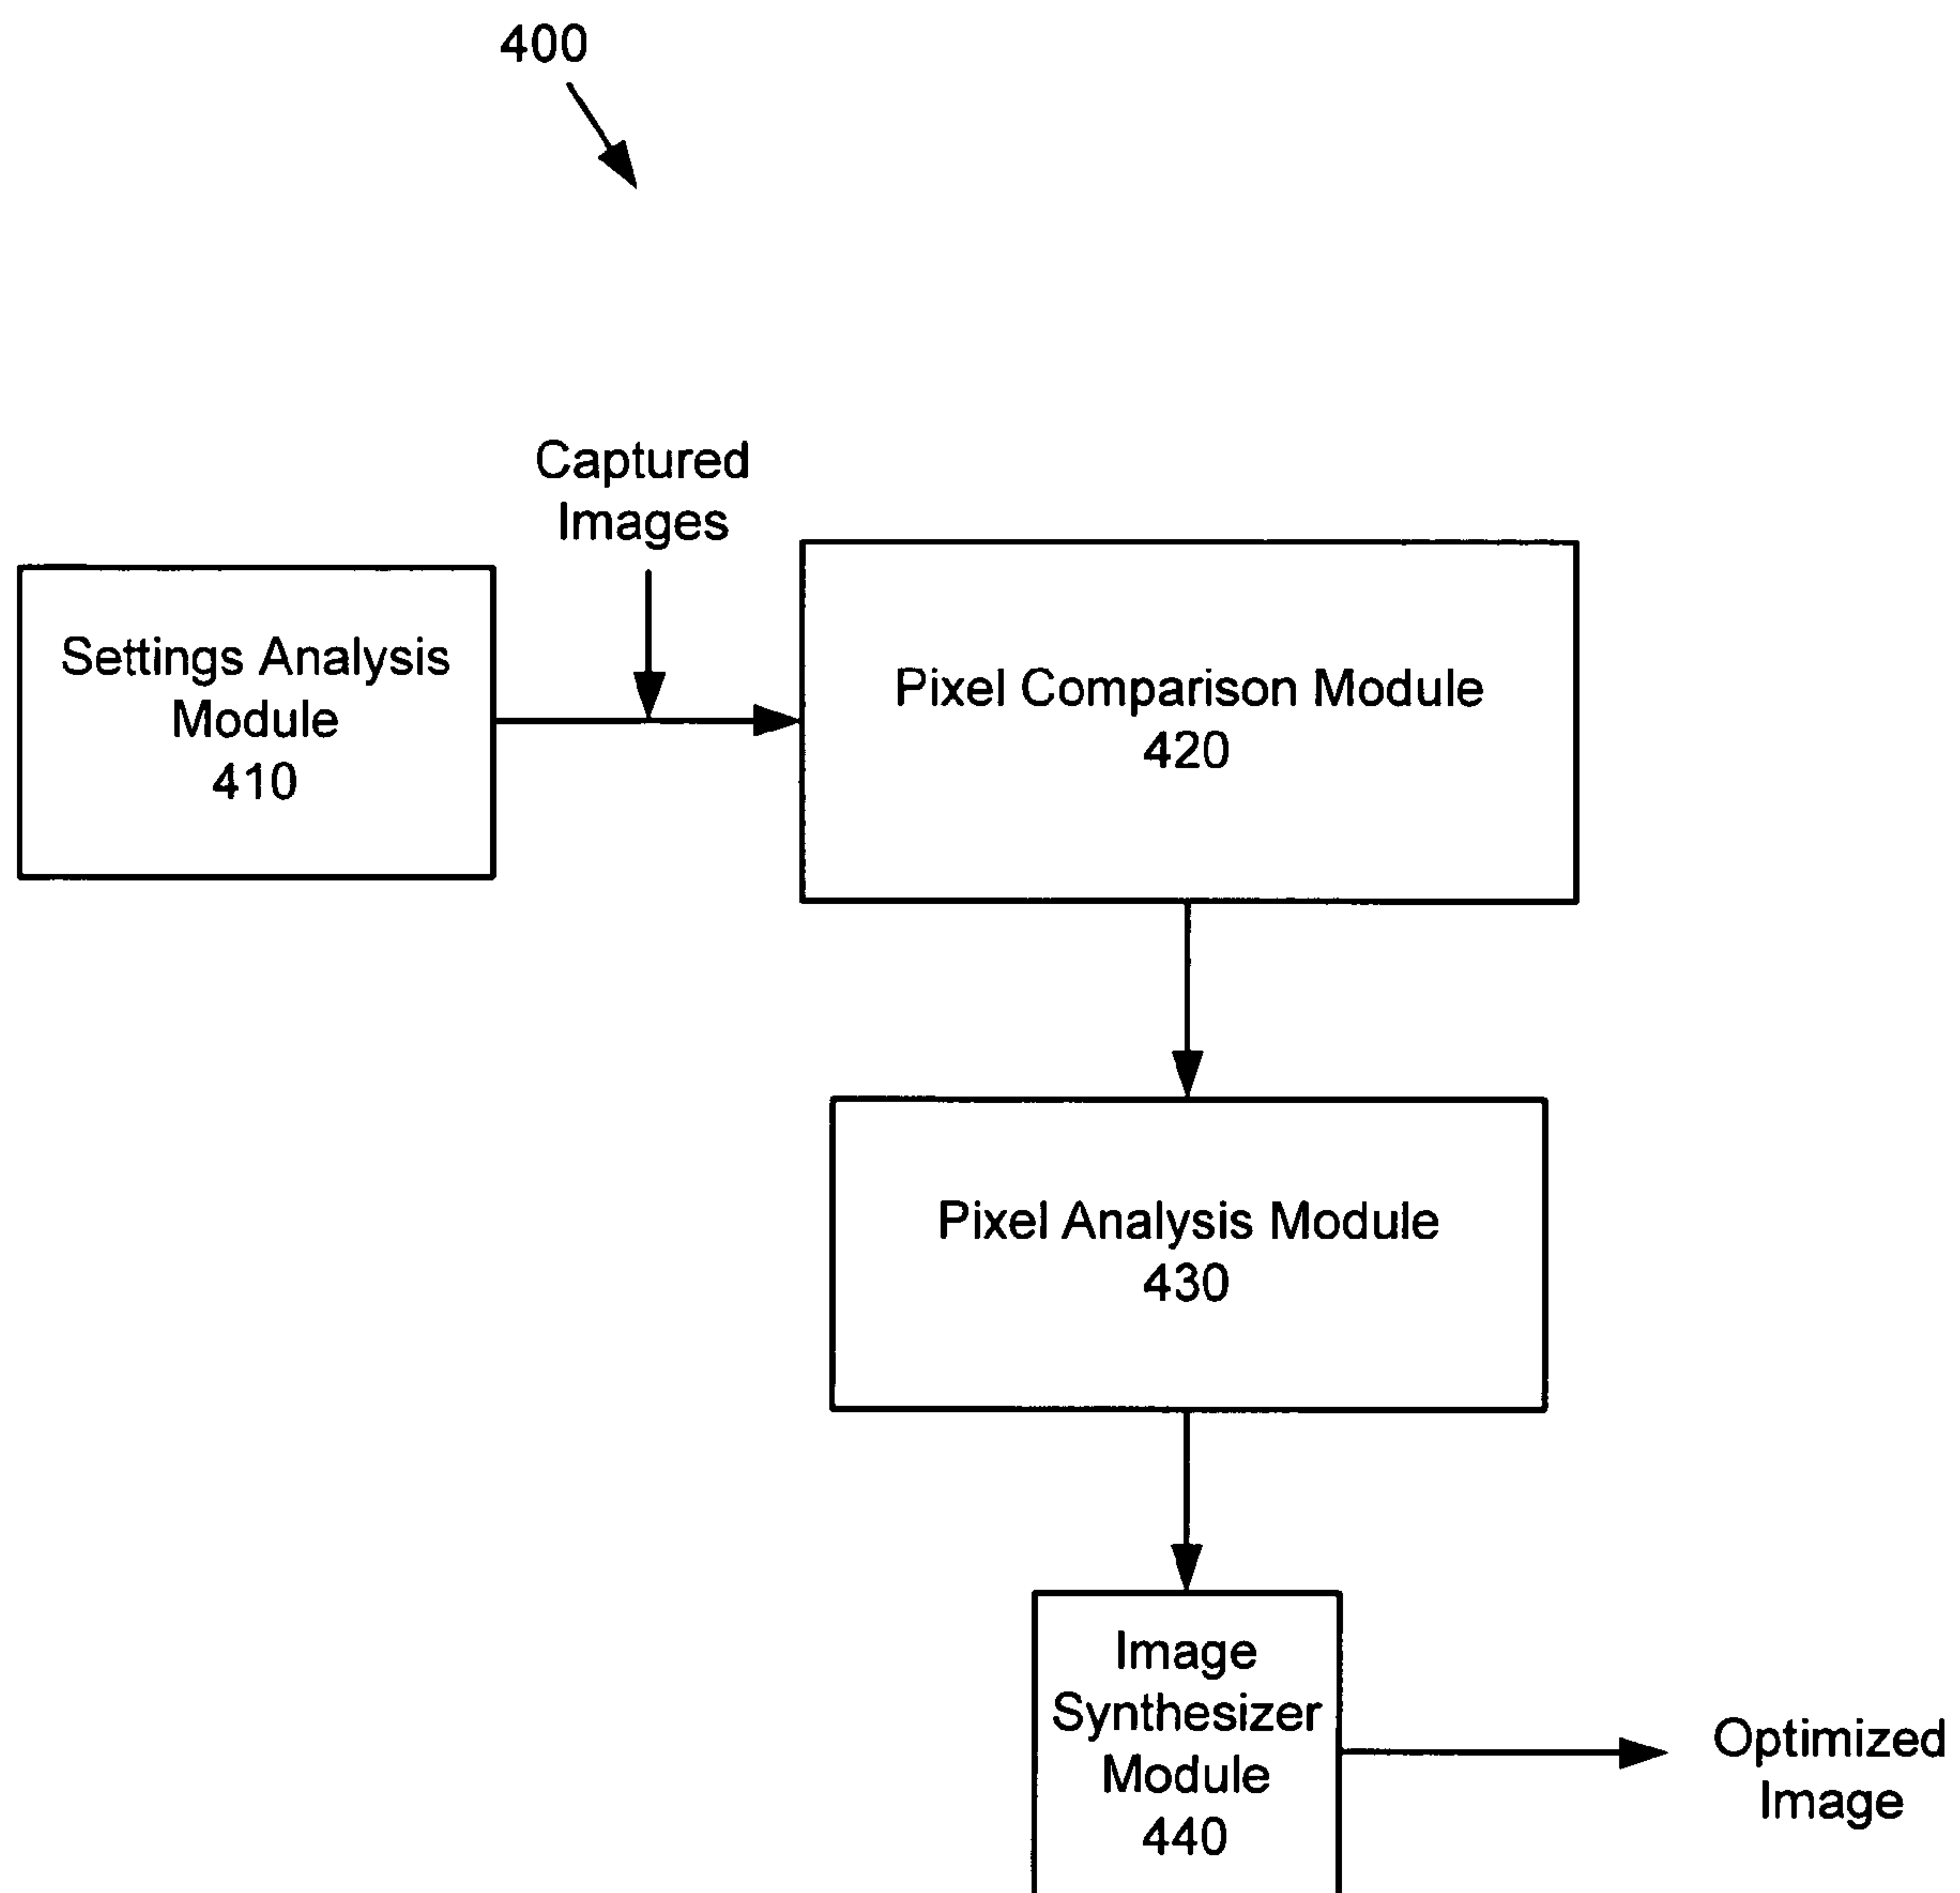 400
Captured
Images
Settings Analysis
Module
410
Pixel Comparison Module
420
Pixel Analysis Module
430
Image
Synthesizer
Module
440
Optimized
Image